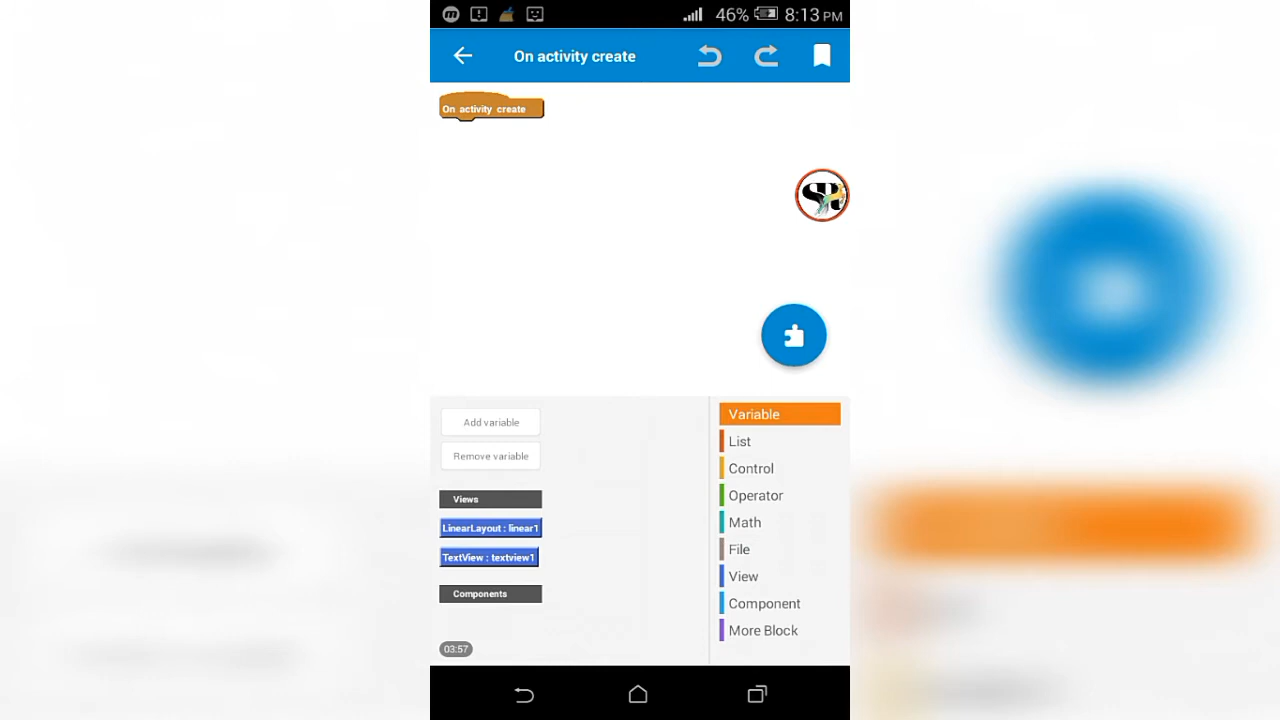 46% 8:13 PM
On activity create
On activity create
SR
Add variable
Remove variable
Views
LinearLayout : linear1
TextView : textview1
Components
03:57
Variable
List
Control
Operator
Math
File
View
Component
More Block